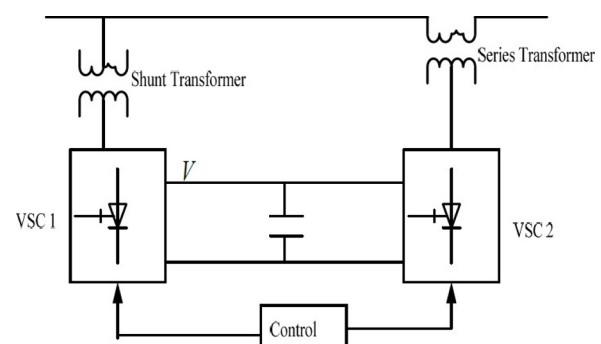 Series Transformer
Shunt Transformer
V
VSC 1
VSC 2
Control